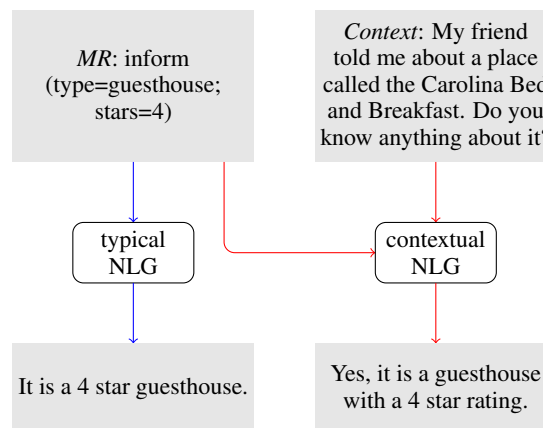 MR: inform
(type=guesthouse;
stars=4)
Context: My friend
told me about a place
called the Carolina Bed
and Breakfast. Do you
know anything about it?
typical
NLG
contextual
NLG
It is a 4 star guesthouse.
Yes, it is a guesthouse
with a 4 star rating.